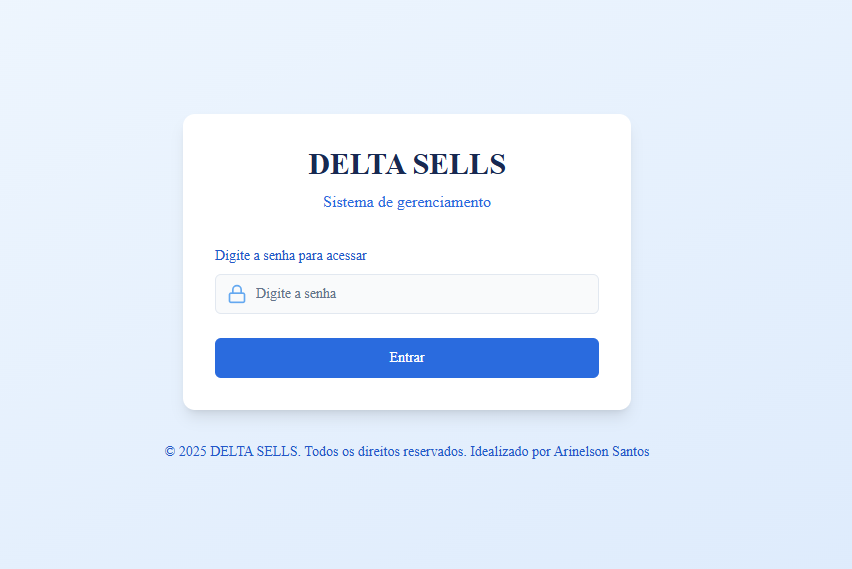 DELTA SELLS
Sistema de gerenciamento
Digite a senha para acessar
Digite a senha
Entrar
© 2025 DELTA SELLS. Todos os direitos reservados. Idealizado por Arinelson Santos